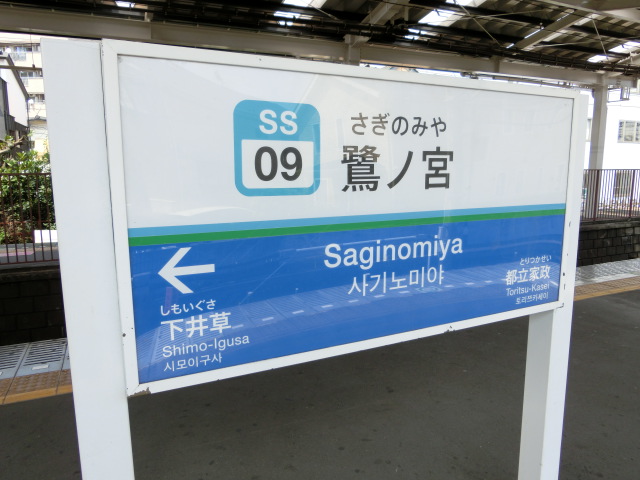 SS
09
さぎのみや
鷺ノ宮
Saginomiya
사기노미야
しもいぐさ
下井草
Shimo-Igusa
시모이구사
とりつかせい
都立家政
Toritsu-Kasei
도리쓰카세이